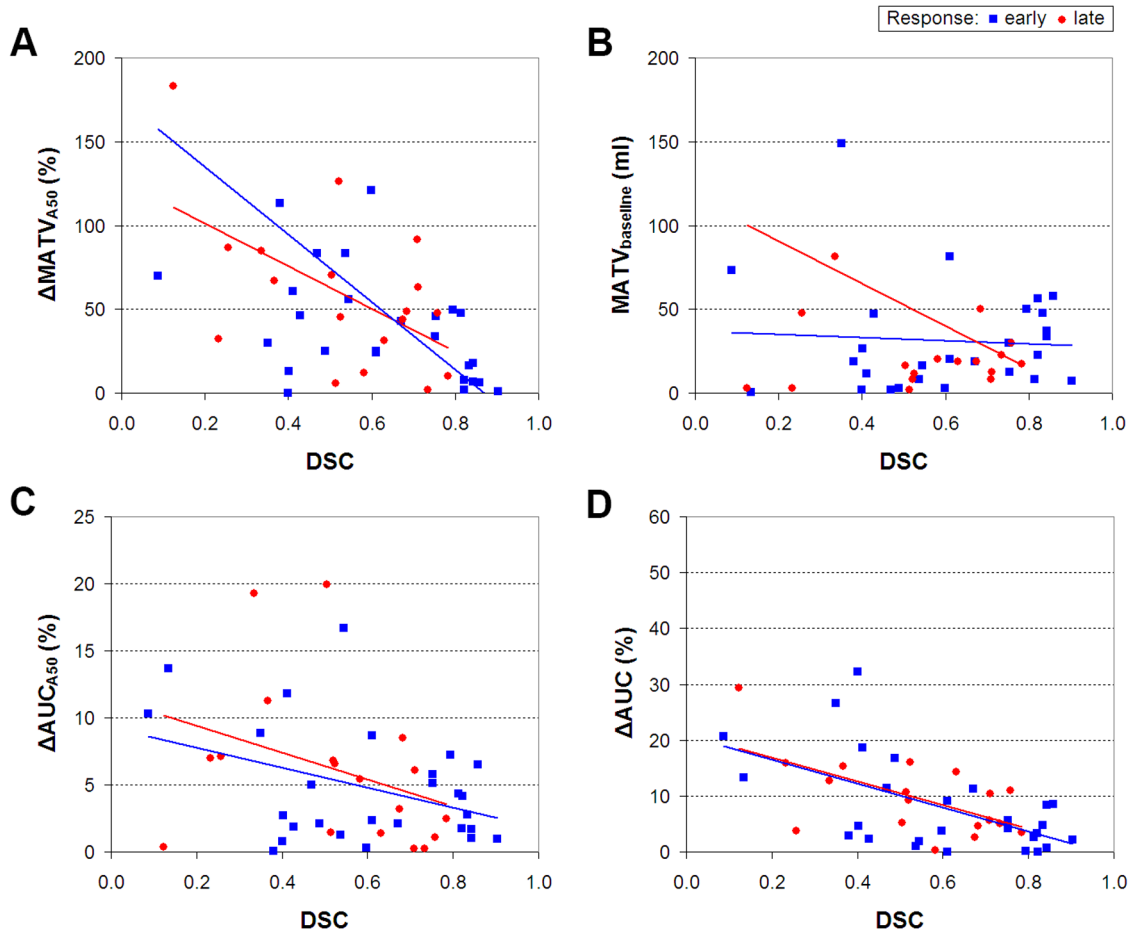 Response: early late
A
ΔMATVA50 (%)
200
150
100
50
0
0.0 0.2 0.4 0.6 0.8 1.0
DSC
B
MATVbaseline (ml)
200
150
100
50
0
0.0 0.2 0.4 0.6 0.8 1.0
DSC
C
ΔAUCA50 (%)
25
20
15
10
5
0
0.0 0.2 0.4 0.6 0.8 1.0
DSC
D
ΔAUC (%)
60
50
40
30
20
10
0
0.0 0.2 0.4 0.6 0.8 1.0
DSC